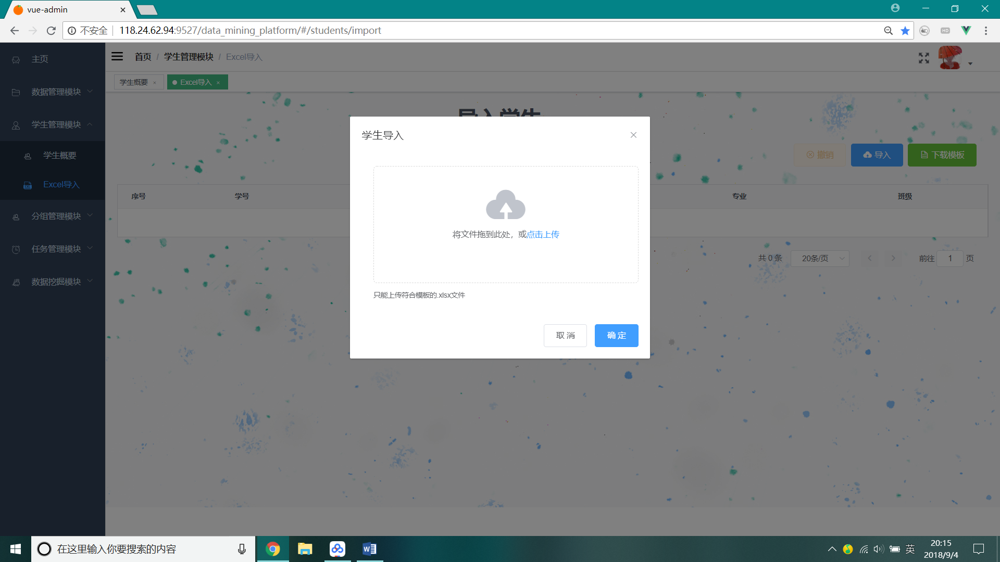 vue-admin
不安全 118.24.62.94:9527/data_mining_platform/#/students/import
HD
主页
首页 / 学生管理模块 / Excel导入
学生概要 × Excel导入 ×
数据管理模块
学生管理模块
学生概要
Excel导入
分组管理模块
任务管理模块
数据挖掘模块
导入学生
撤销 导入 下载模板
序号 学号 专业 班级
共 0 条 20条/页 前往 1 页
学生导入
将文件拖到此处，或点击上传
只能上传符合模板的.xlsx文件
取 消 确 定
在这里输入你要搜索的内容
英
20:15
2018/9/4